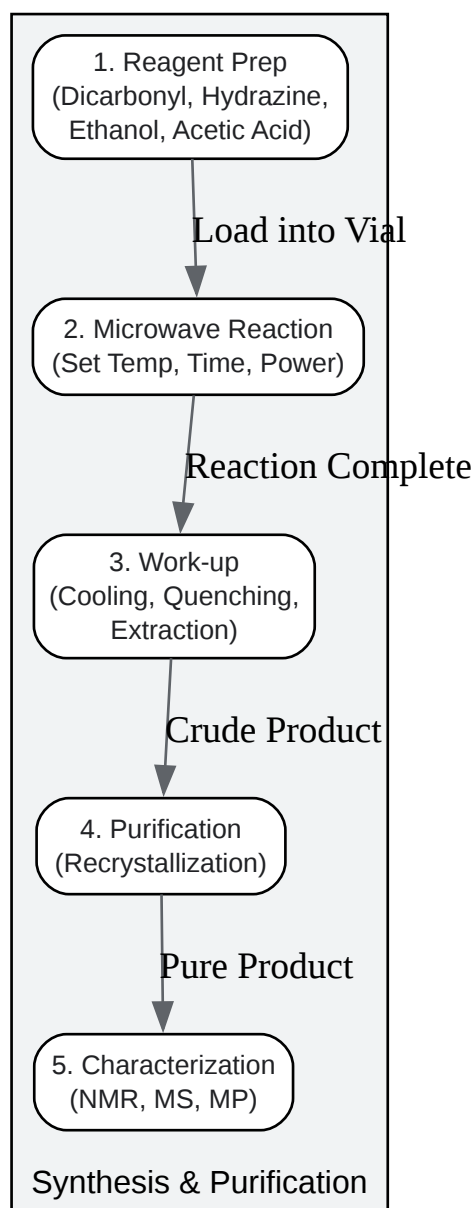 1. Reagent Prep
(Dicarbonyl, Hydrazine,
Ethanol, Acetic Acid)
Load into Vial
2. Microwave Reaction
(Set Temp, Time, Power)
Reaction Complete
3. Work-up
(Cooling, Quenching,
Extraction)
Crude Product
4. Purification
(Recrystallization)
Pure Product
5. Characterization
(NMR, MS, MP)
Synthesis & Purification